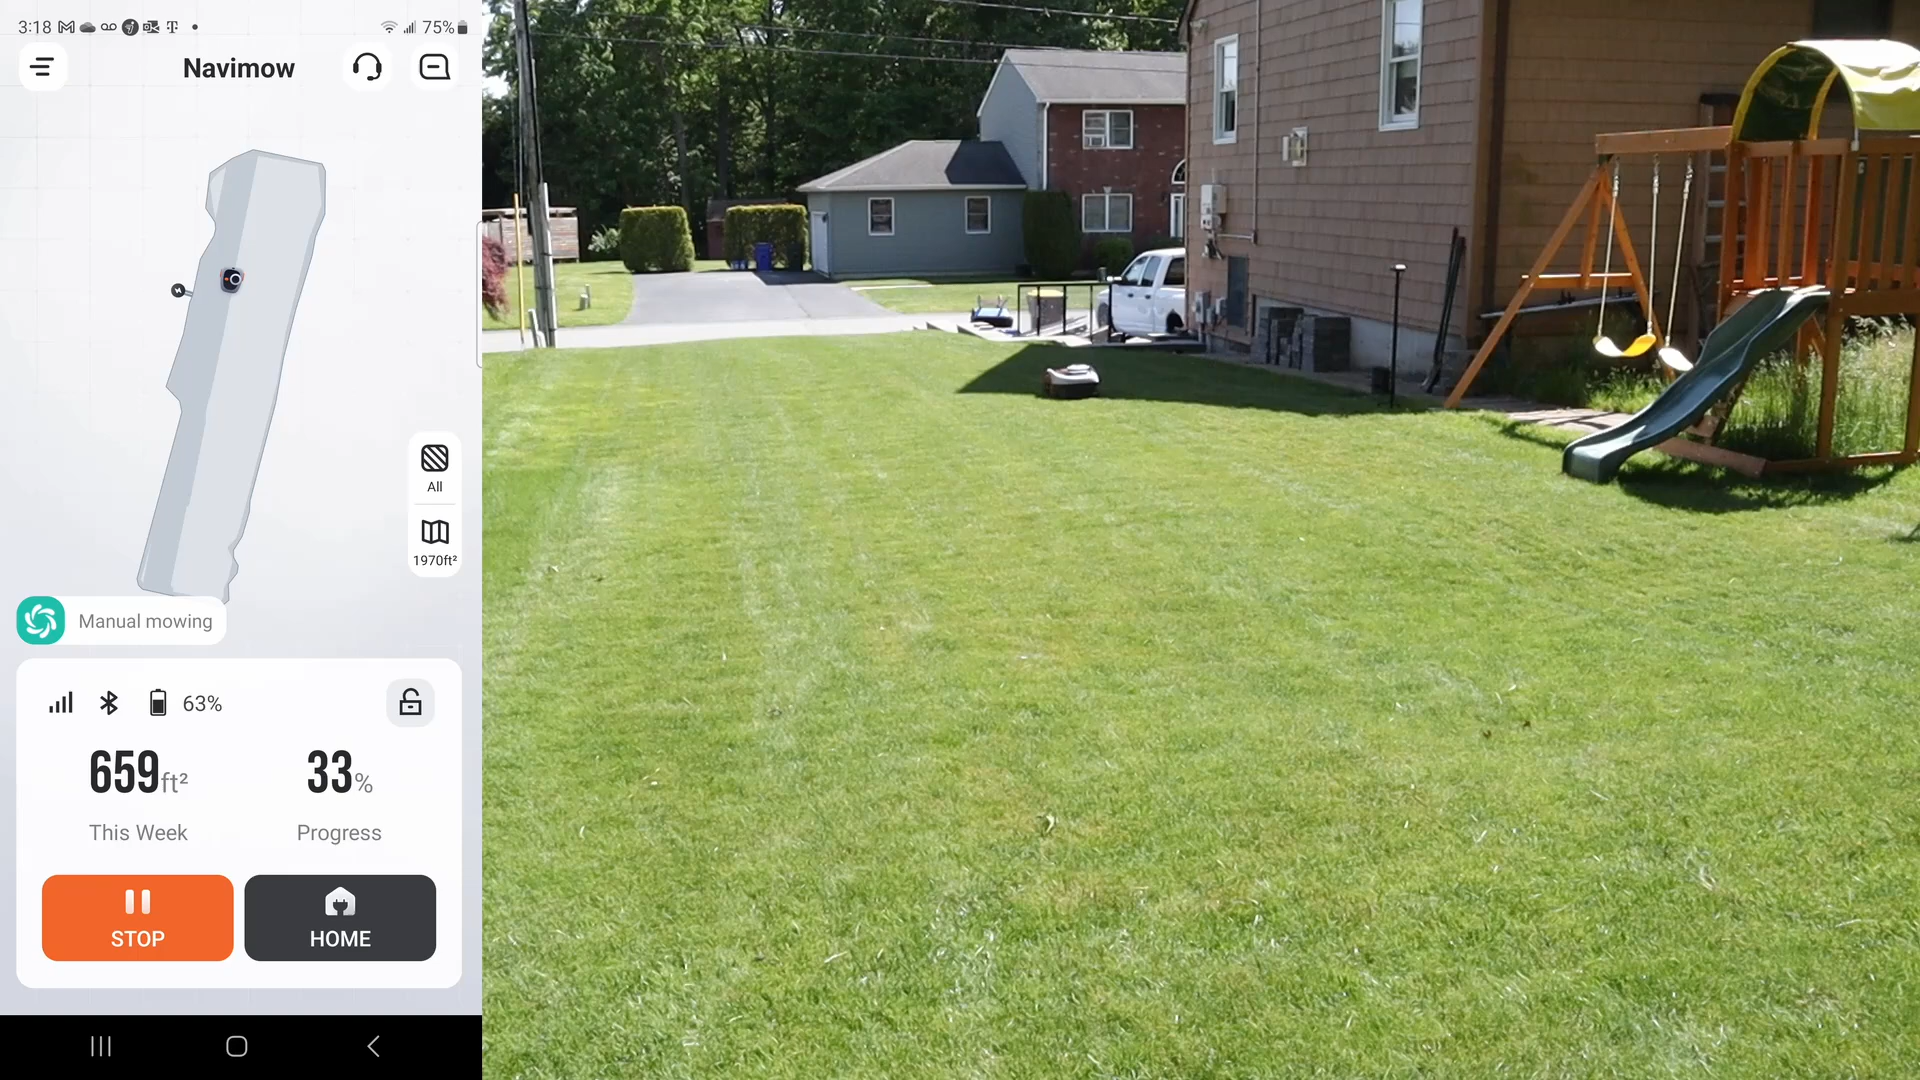 3:18 75%
Navimow
All
1970ft²
Manual mowing
63%
659ft² 33%
This Week Progress
STOP HOME